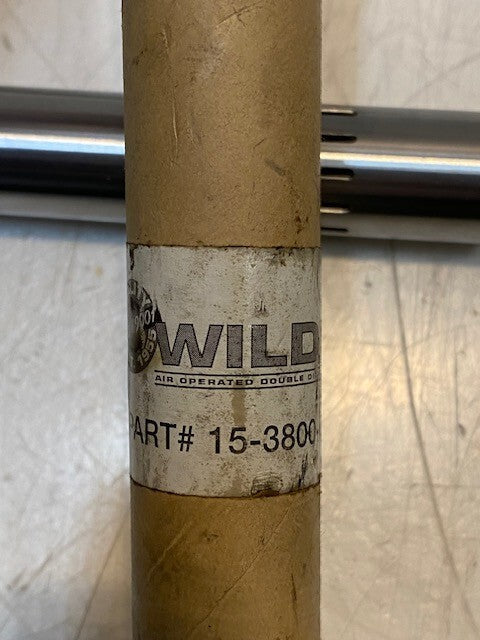 WILD
AIR OPERATED DOUBLE D
PART# 15-3800-